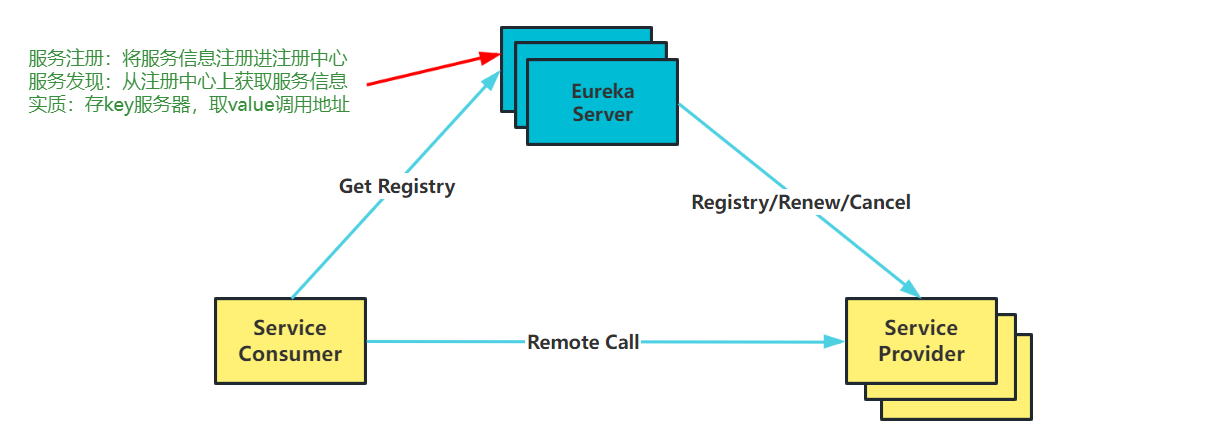 服务注册：将服务信息注册进注册中心
服务发现：从注册中心上获取服务信息
实质：存key服务器，取value调用地址
Eureka
Server
Get Registry
Registry/Renew/Cancel
Service
Consumer
Remote Call
Service
Provider